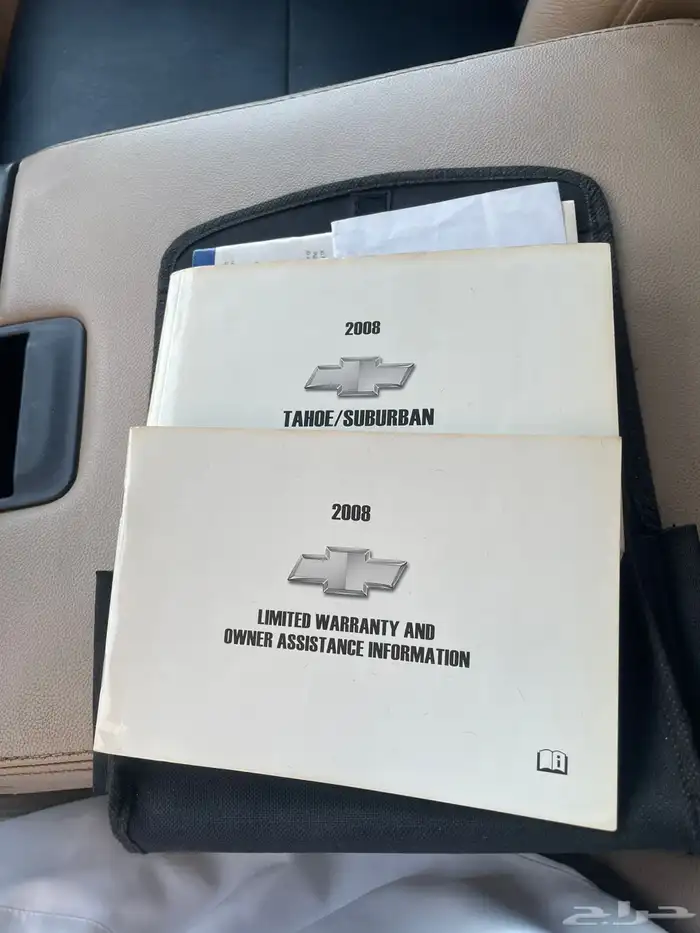 2008
TAHOE/SUBURBAN
2008
LIMITED WARRANTY AND
OWNER ASSISTANCE INFORMATION
i
حراج